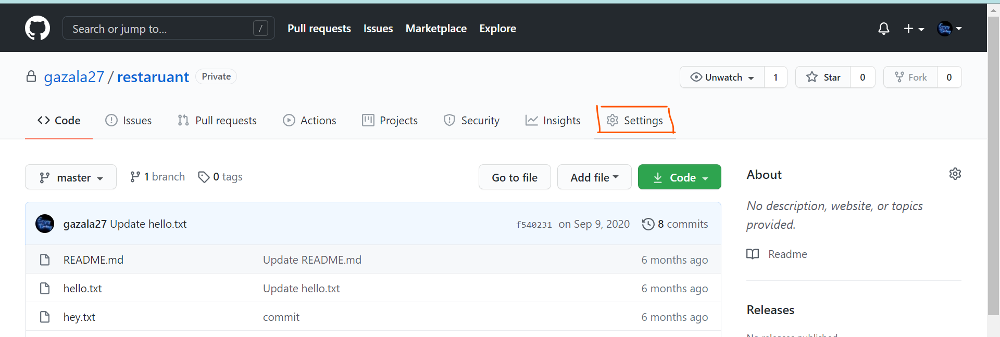 Search or jump to... / Pull requests Issues Marketplace Explore
gazala27 / restaruant Private Unwatch 1 Star 0 Fork 0
Code Issues Pull requests Actions Projects Security Insights Settings
master 1 branch 0 tags Go to file Add file Code About
No description, website, or topics
provided.
gazala27 Update hello.txt f540231 on Sep 9, 2020 8 commits
README.md Update README.md 6 months ago Readme
hello.txt Update hello.txt 6 months ago
hey.txt commit 6 months ago Releases
No releases published